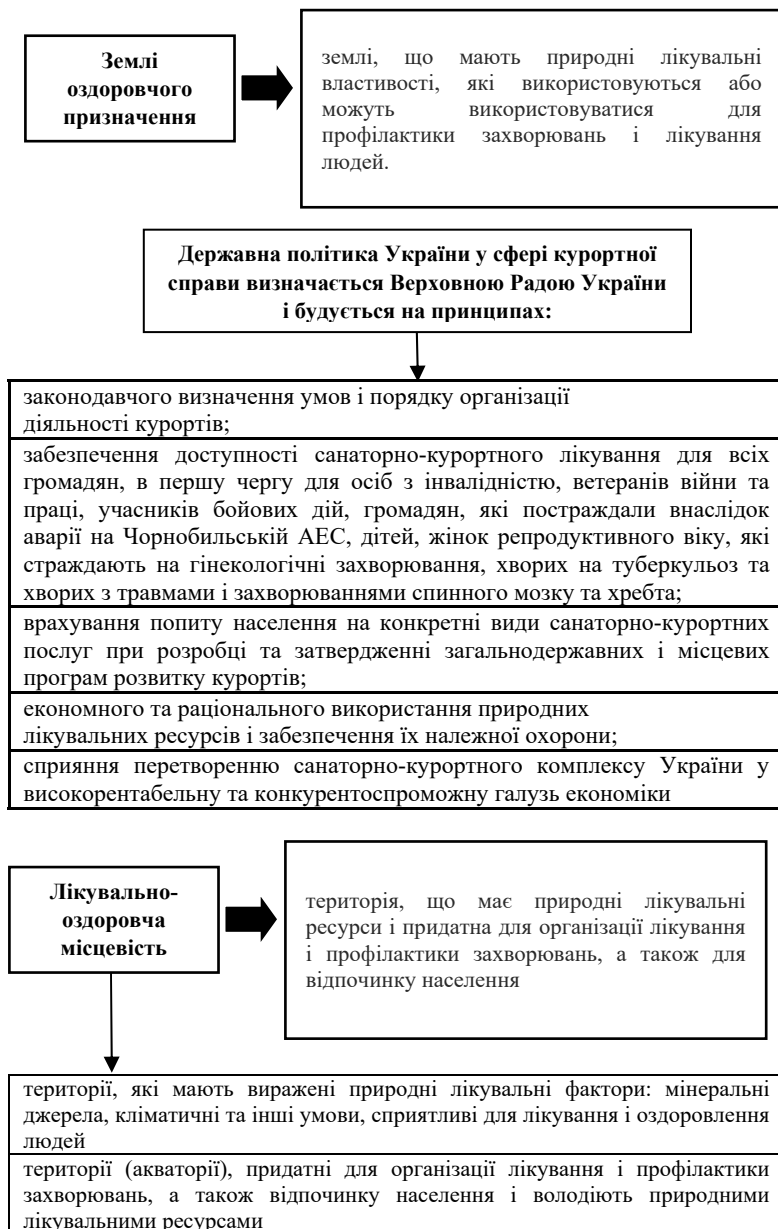 Землі
оздоровчого
призначення
землі, що мають природні лікувальні
властивості, які використовуються або
можуть використовуватися для
профілактики захворювань і лікування
людей.
Державна політика України у сфері курортної
справи визначається Верховною Радою України
і будується на принципах:
законодавчого визначення умов і порядку організації
діяльності курортів;
забезпечення доступності санаторно-курортного лікування для всіх
громадян, в першу чергу для осіб з інвалідністю, ветеранів війни та
праці, учасників бойових дій, громадян, які постраждали внаслідок
аварії на Чорнобильській АЕС, дітей, жінок репродуктивного віку, які
страждають на гінекологічні захворювання, хворих на туберкульоз та
хворих з травмами і захворюваннями спинного мозку та хребта;
врахування попиту населення на конкретні види санаторно-курортних
послуг при розробці та затвердженні загальнодержавних і місцевих
програм розвитку курортів;
економного та раціонального використання природних
лікувальних ресурсів і забезпечення їх належної охорони;
сприяння перетворенню санаторно-курортного комплексу України у
високорентабельну та конкурентоспроможну галузь економіки
Лікувально-
оздоровча
місцевість
територія, що має природні лікувальні
ресурси і придатна для організації лікування
і профілактики захворювань, а також для
відпочинку населення
території, які мають виражені природні лікувальні фактори: мінеральні
джерела, кліматичні та інші умови, сприятливі для лікування і оздоровлення
людей
території (акваторії), придатні для організації лікування і профілактики
захворювань, а також відпочинку населення і володіють природними
лікувальними ресурсами